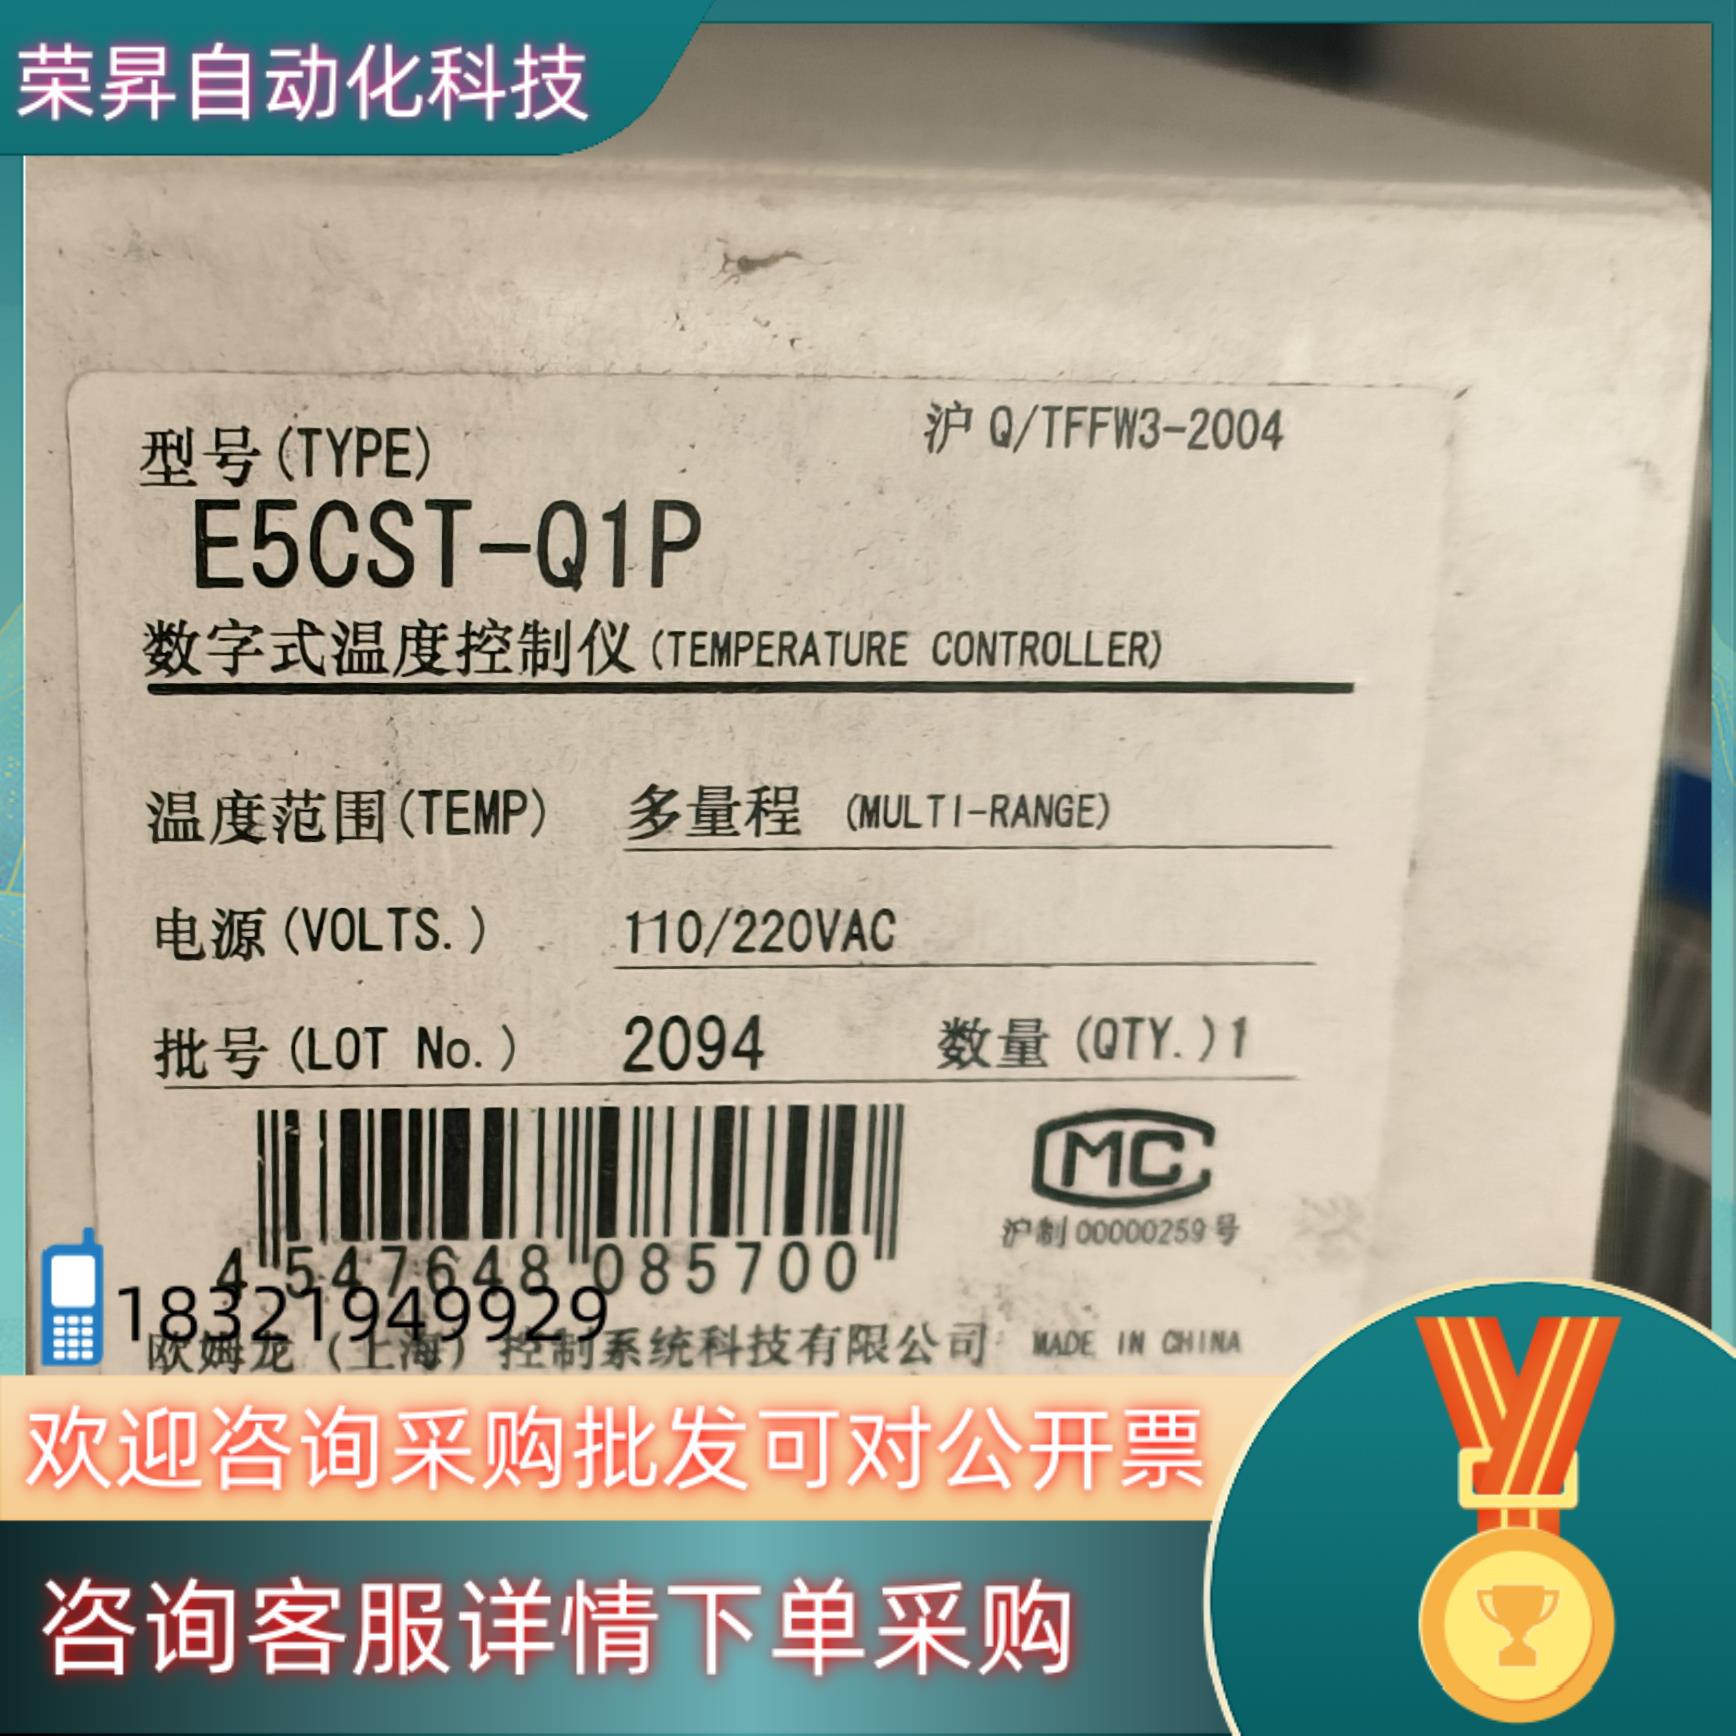 荣昇自动化科技
沪 Q/TFFW3-2004
型号(TYPE)
E5CST-Q1P
数字式温度控制仪(TEMPERATURE CONTROLLER)
温度范围(TEMP) 多量程 (MULTI-RANGE)
电源(VOLTS.) 110/220VAC
批号(LOT No.) 2094 数量(QTY.)1
MC
沪制00000259号
4 547648 085700
18321949929
欧姆龙(上海)控制系统科技有限公司 MADE IN CHINA
欢迎咨询采购批发可对公开票
咨询客服详情下单采购